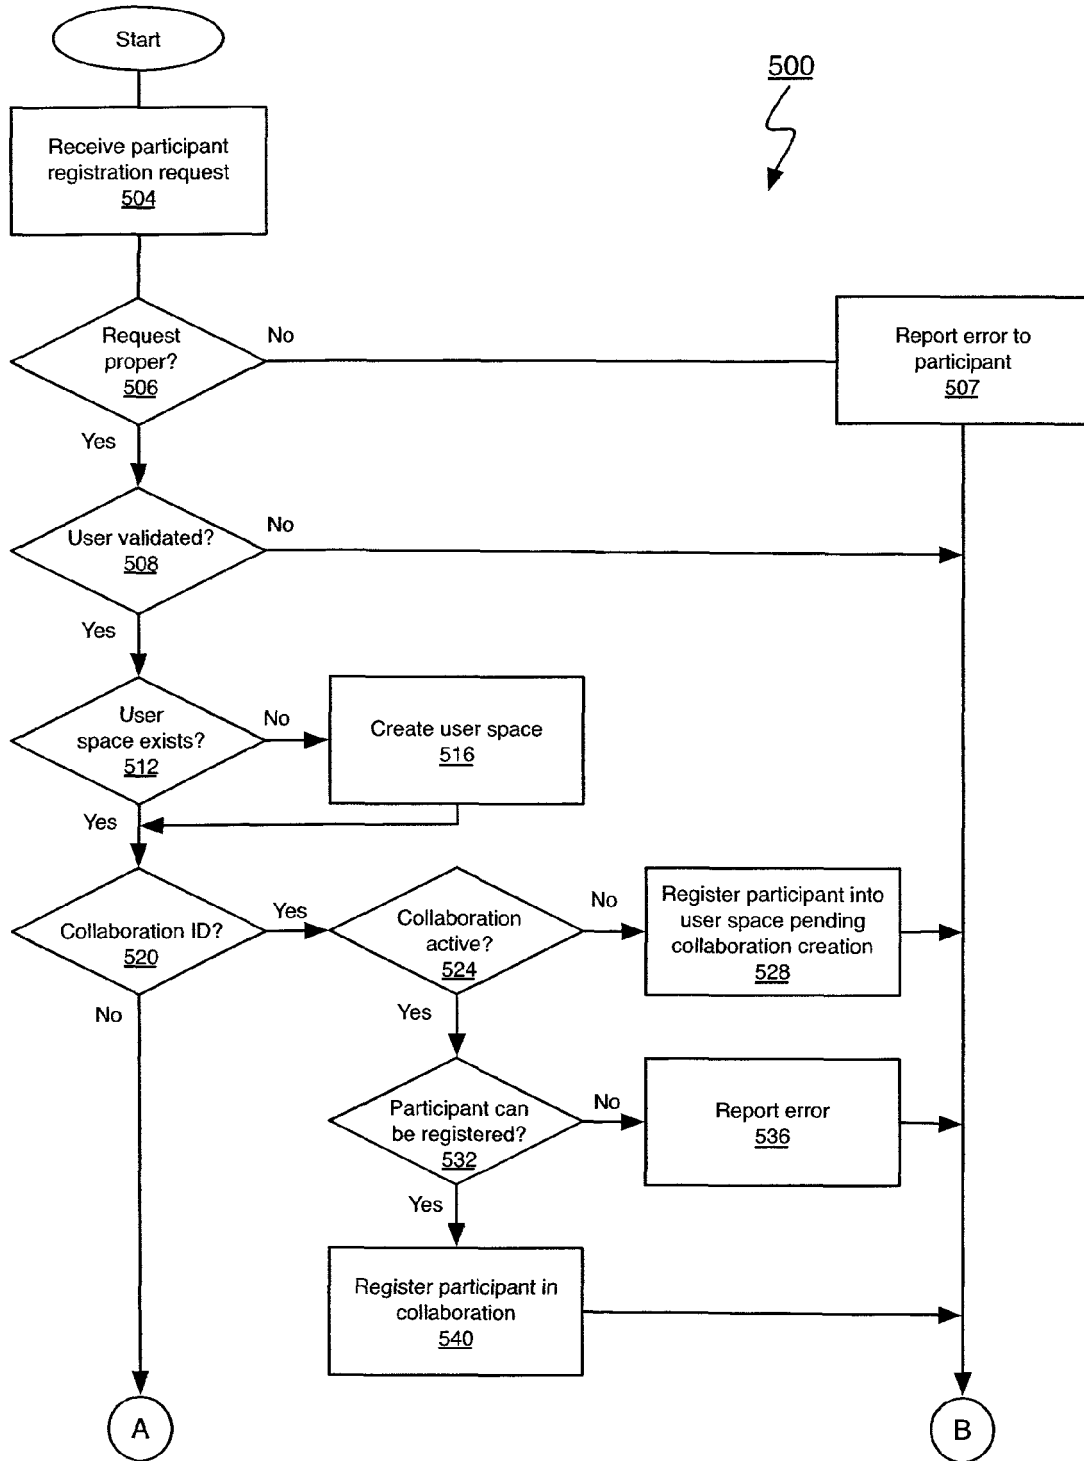 Start
500
Receive participant
registration request
504
Request
proper?
506
No
Report error to
participant
507
Yes
User validated?
508
No
Yes
User
space exists?
512
No
Create user space
516
Yes
Collaboration ID?
520
Yes
Collaboration
active?
524
No
Register participant into
user space pending
collaboration creation
528
No
Yes
Participant can
be registered?
532
No
Report error
536
Yes
Register participant in
collaboration
540
A
B